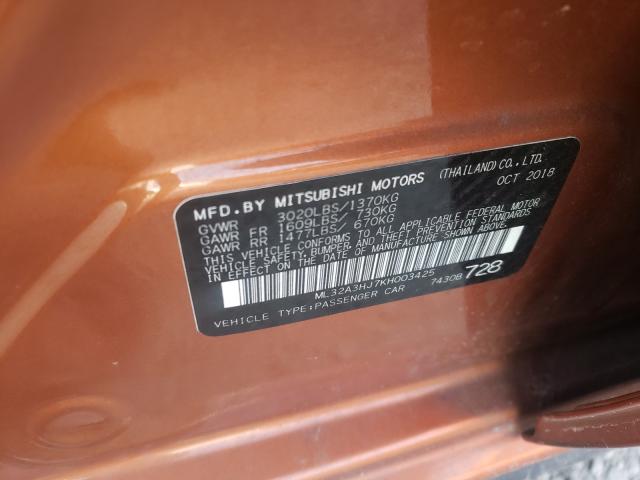 MFD.BY MITSUBISHI MOTORS (THAILAND) CO., LTD.
OCT 2018
GVWR 3020LBS/1370KG
GAWR FR 1609LBS/ 730KG
GAWR RR 1477LBS/ 670KG
THIS VEHICLE CONFORMS TO ALL APPLICABLE FEDERAL MOTOR
VEHICLE SAFETY, BUMPER, AND THEFT PREVENTION STANDARDS
IN EFFECT ON THE DATE OF MANUFACTURE SHOWN ABOVE.
ML32A3HJ7KH003425 7430B 728
VEHICLE TYPE:PASSENGER CAR